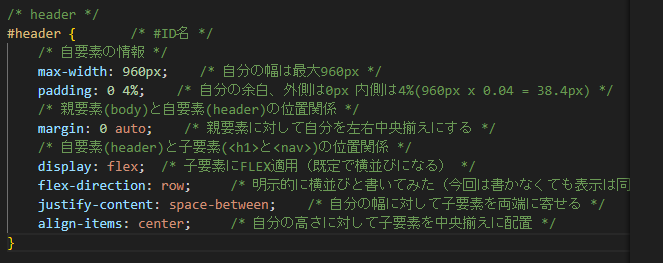 /* header */
#header { /* #ID名 */
/* 自要素の情報 */
max-width: 960px; /* 自分の幅は最大960px */
padding: 0 4%; /* 自分の余白、外側は0px 内側は4%(960px x 0.04 = 38.4px) */
/* 親要素(body)と自要素(header)の位置関係 */
margin: 0 auto; /* 親要素に対して自分を左右中央揃えにする */
/* 自要素(header)と子要素(<h1>と<nav>)の位置関係 */
display: flex; /* 子要素にFLEX適用（既定で横並びになる） */
flex-direction: row; /* 明示的に横並びと書いてみた（今回は書かなくても表示は同
justify-content: space-between; /* 自分の幅に対して子要素を両端に寄せる */
align-items: center; /* 自分の高さに対して子要素を中央揃えに配置 */
}